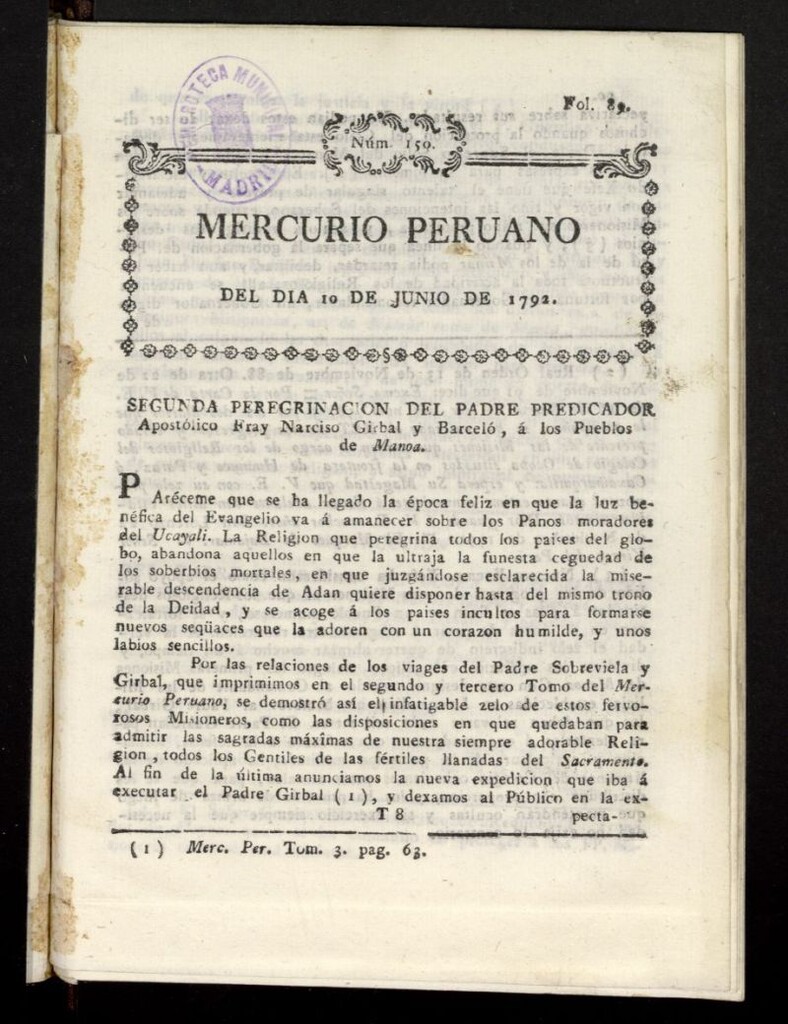 HEMEROTECA MUNICIPAL
MADRID
Fol. 89.
Núm. 150.
MERCURIO PERUANO
DEL DIA 10 DE JUNIO DE 1792.
SEGUNDA PEREGRINACION DEL PADRE PREDICADOR
Apostólico Fray Narciso Girbal y Barceló, á los Pueblos
de Manoa.
P
Aréceme que se ha llegado la época feliz en que la luz be-
néfica del Evangelio va á amanecer sobre los Panos moradores
del Ucayali. La Religion que peregrina todos los paises del glo-
bo, abandona aquellos en que la ultraja la funesta ceguedad de
los soberbios mortales, en que juzgándose esclarecida la mise-
rable descendencia de Adan quiere disponer hasta del mismo trono
de la Deidad, y se acoge á los paises incultos para formarse
nuevos seqüaces que la adoren con un corazon humilde, y unos
labios sencillos.
Por las relaciones de los viages del Padre Sobreviela y
Girbal, que imprimimos en el segundo y tercero Tomo del Mer-
curio Peruano, se demostró así el infatigable zelo de estos fervo-
rosos Misioneros, como las disposiciones en que quedaban para
admitir las sagradas máxîmas de nuestra siempre adorable Reli-
gion, todos los Gentiles de las fértiles llanadas del Sacramento.
Al fin de la última anunciamos la nueva expedicion que iba á
executar el Padre Girbal (1), y dexamos al Público en la ex-
T 8 pecta-
(1) Merc. Per. Tom. 3. pag. 63.